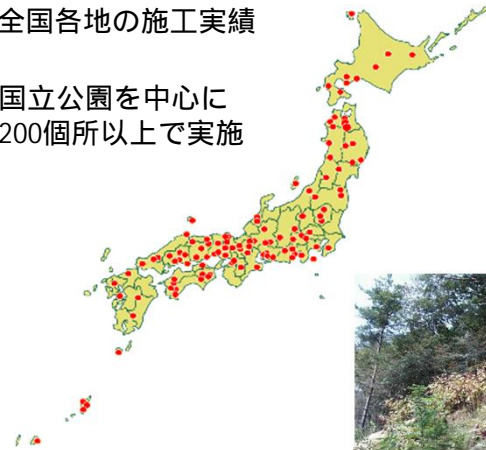 全国各地の施工実績
国立公園を中心に
200個所以上で実施